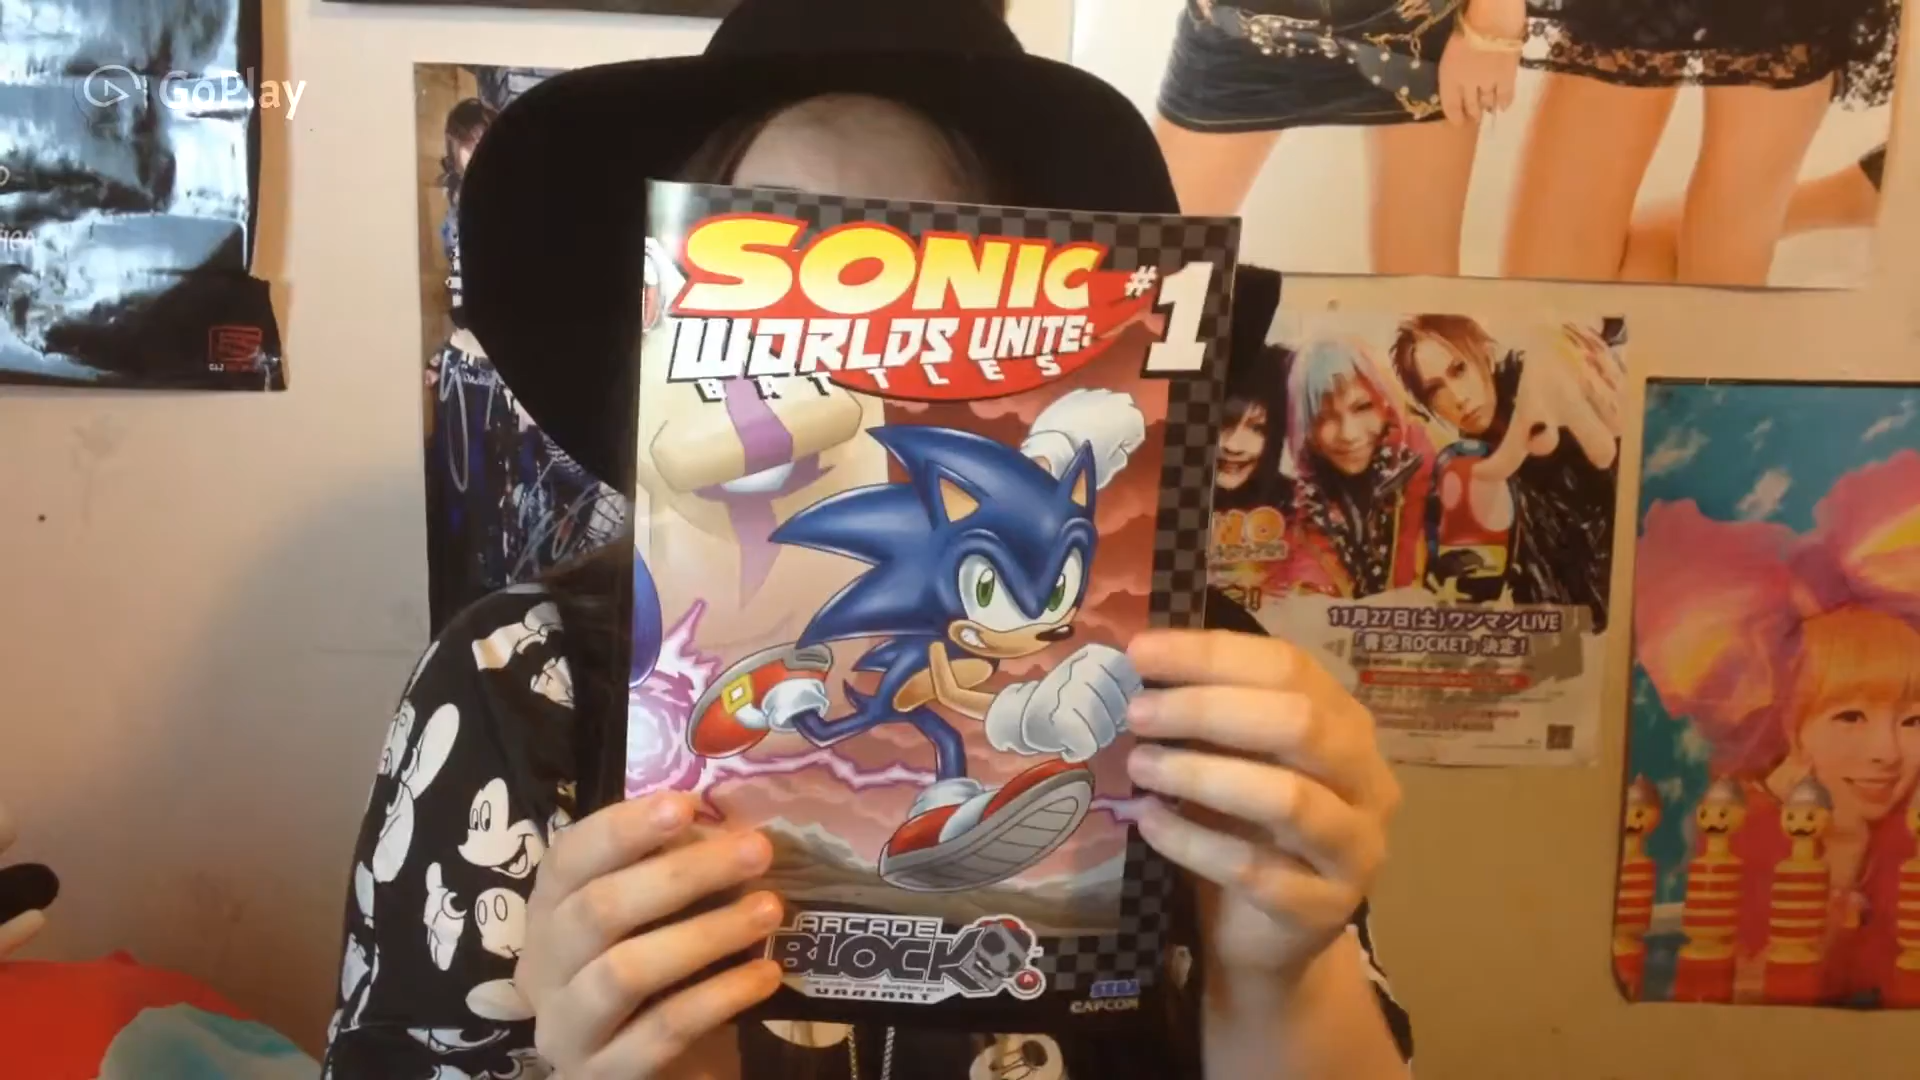 GoPlay
SONIC
#1
WORLDS UNITE:
BATTLES
11月27日(土)ワンマンLIVE
「青空ROCKET」決定!
ARCADE
BLOCK
VARIANT
SEGA
CAPCOM